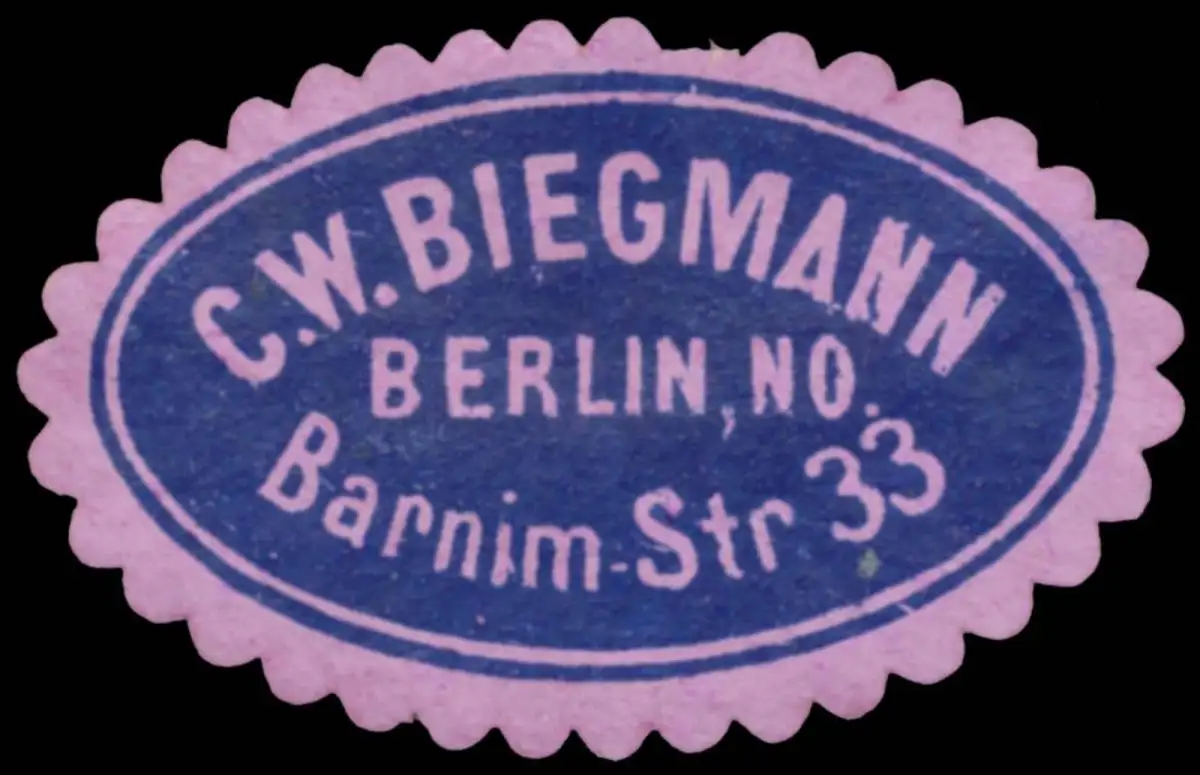 C.W. BIEGMANN
BERLIN, NO.
Barnim-Str 33